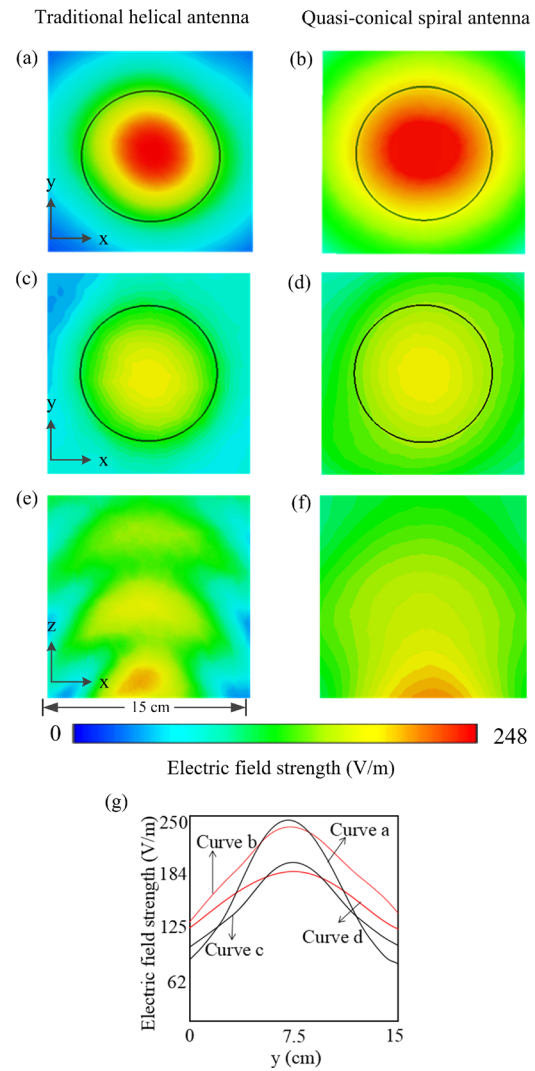 Traditional helical antenna
Quasi-conical spiral antenna
(a)
(b)
y
x
(c)
(d)
y
x
(e)
(f)
z
x
15 cm
0
248
Electric field strength (V/m)
(g)
Electric field strength (V/m)
250
184
125
62
Curve b
Curve a
Curve c
Curve d
0
7.5
15
y (cm)